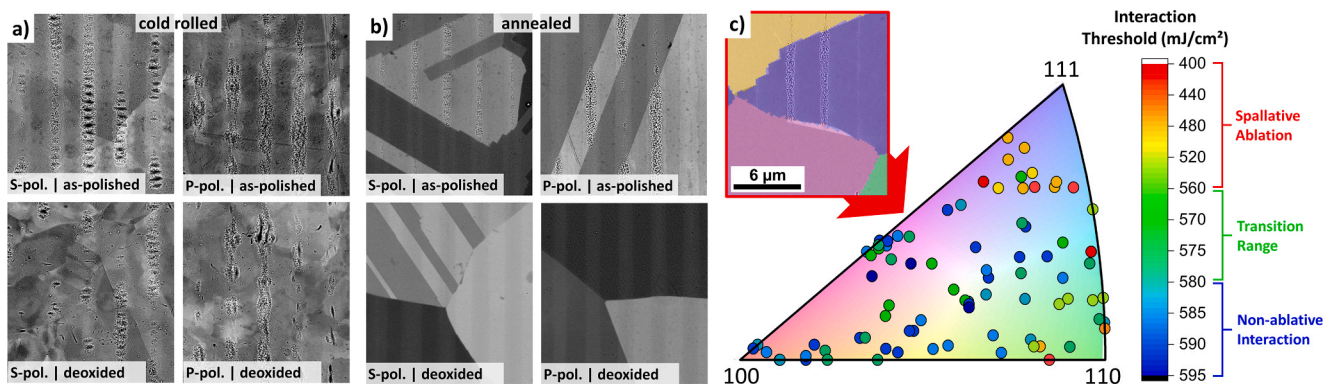 a)
cold rolled
S-pol. | as-polished
P-pol. | as-polished
S-pol. | deoxided
P-pol. | deoxided
b)
annealed
S-pol. | as-polished
P-pol. | as-polished
S-pol. | deoxided
P-pol. | deoxided
c)
6 µm
111
100
110
Interaction
Threshold (mJ/cm²)
400
440
480
520
560
570
575
580
585
590
595
Spallative
Ablation
Transition
Range
Non-ablative
Interaction